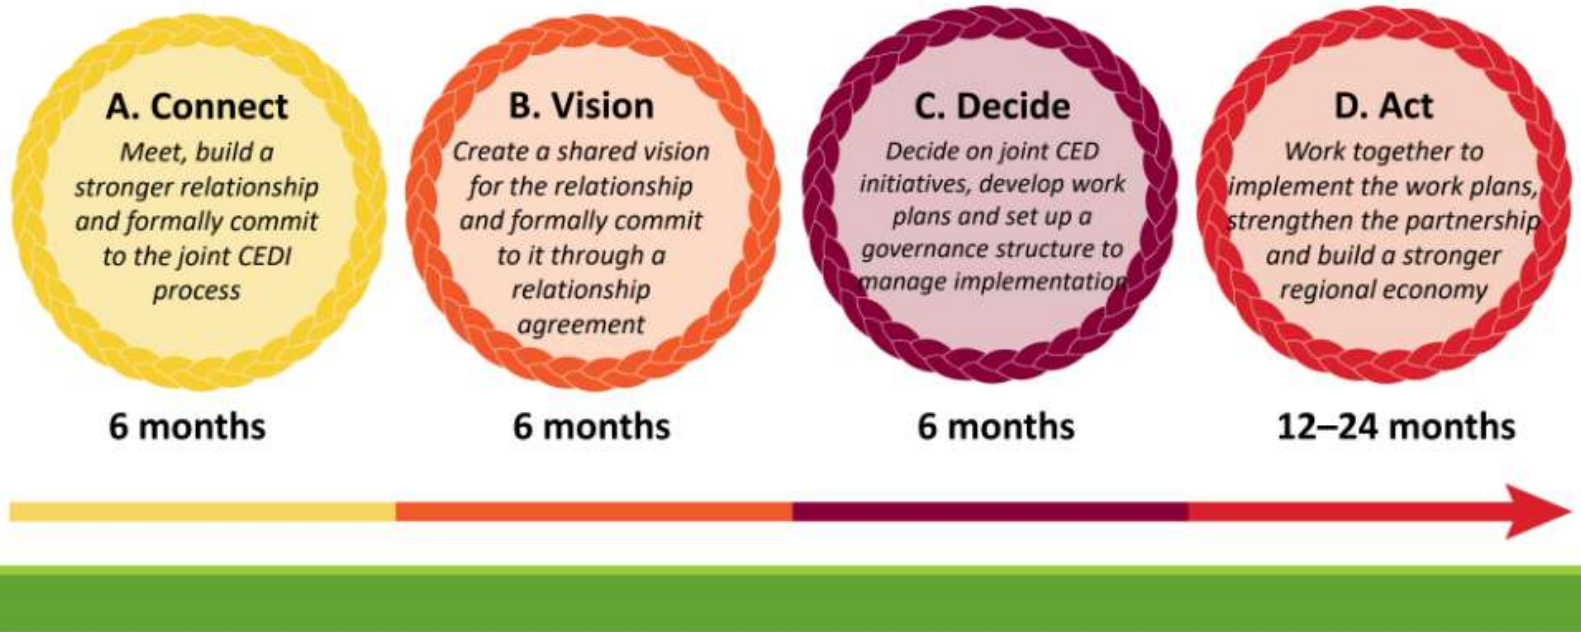 A. Connect
Meet, build a
stronger relationship
and formally commit
to the joint CEDI
process
6 months
B. Vision
Create a shared vision
for the relationship
and formally commit
to it through a
relationship
agreement
6 months
C. Decide
Decide on joint CED
initiatives, develop work
plans and set up a
governance structure to
manage implementation
6 months
D. Act
Work together to
implement the work plans,
strengthen the partnership
and build a stronger
regional economy
12–24 months